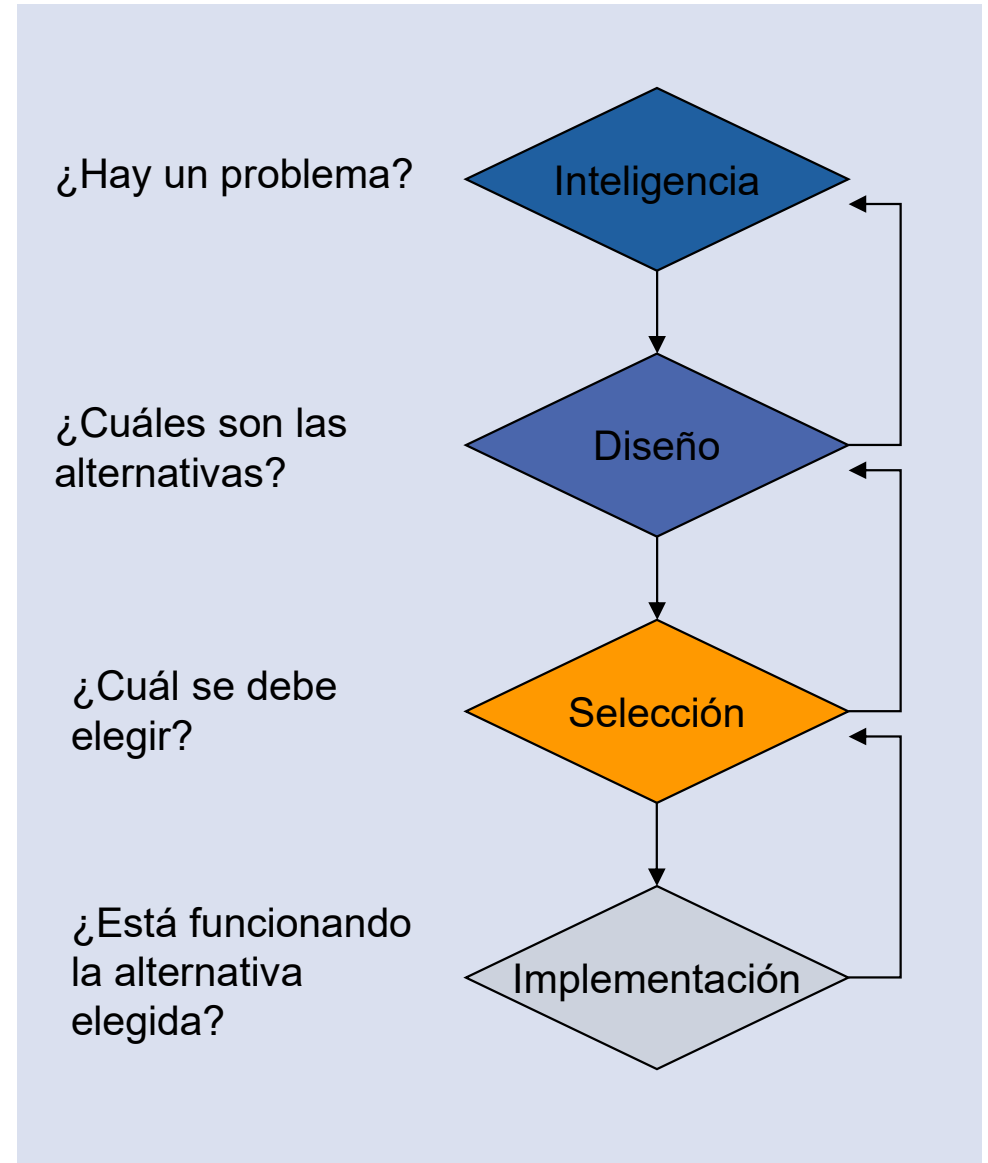 ¿Hay un problema?
Inteligencia
¿Cuáles son las
alternativas?
Diseño
¿Cuál se debe
elegir?
Selección
¿Está funcionando
la alternativa
elegida?
Implementación